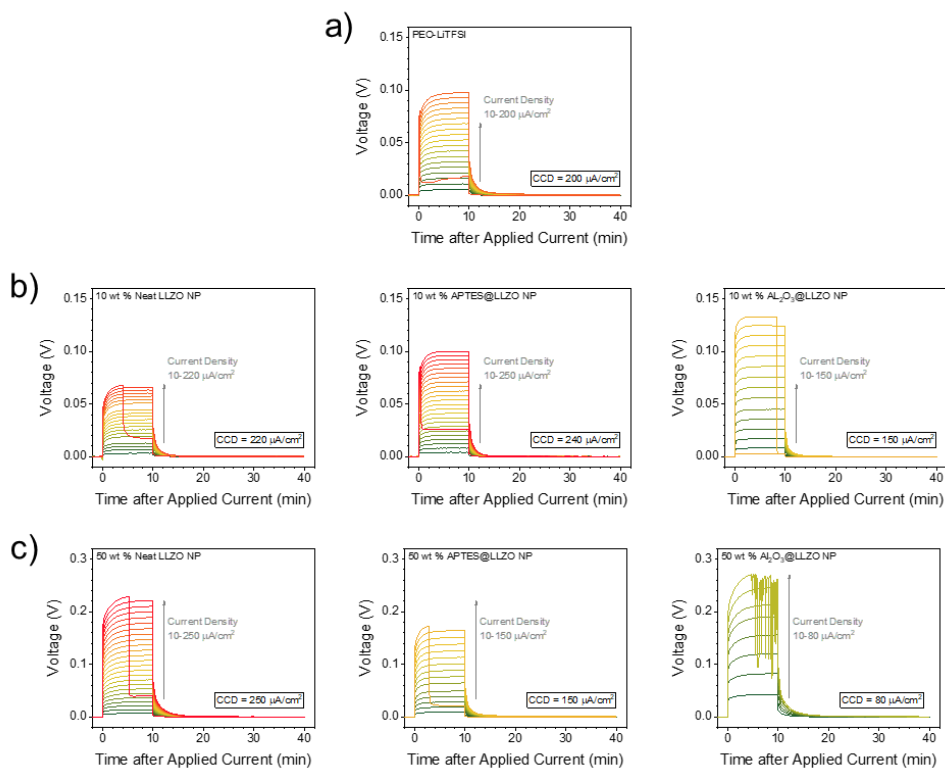 a)
PEO-LiTFSI
0.15
0.10
0.05
0.00
Voltage (V)
Current Density
10-200 µA/cm²
CCD = 200 µA/cm²
0 10 20 30 40
Time after Applied Current (min)
b)
10 wt % Neat LLZO NP
0.15
0.10
0.05
0.00
Voltage (V)
Current Density
10-220 µA/cm²
CCD = 220 µA/cm²
0 10 20 30 40
Time after Applied Current (min)
10 wt % APTES@LLZO NP
0.15
0.10
0.05
0.00
Voltage (V)
Current Density
10-250 µA/cm²
CCD = 240 µA/cm²
0 10 20 30 40
Time after Applied Current (min)
10 wt % AL₂O₃@LLZO NP
0.15
0.10
0.05
0.00
Voltage (V)
Current Density
10-150 µA/cm²
CCD = 150 µA/cm²
0 10 20 30 40
Time after Applied Current (min)
c)
50 wt % Neat LLZO NP
0.3
0.2
0.1
0.0
Voltage (V)
Current Density
10-250 µA/cm²
CCD = 250 µA/cm²
0 10 20 30 40
Time after Applied Current (min)
50 wt % APTES@LLZO NP
0.3
0.2
0.1
0.0
Voltage (V)
Current Density
10-150 µA/cm²
CCD = 150 µA/cm²
0 10 20 30 40
Time after Applied Current (min)
50 wt % Al₂O₃@LLZO NP
0.3
0.2
0.1
0.0
Voltage (V)
Current Density
10-80 µA/cm²
CCD = 80 µA/cm²
0 10 20 30 40
Time after Applied Current (min)